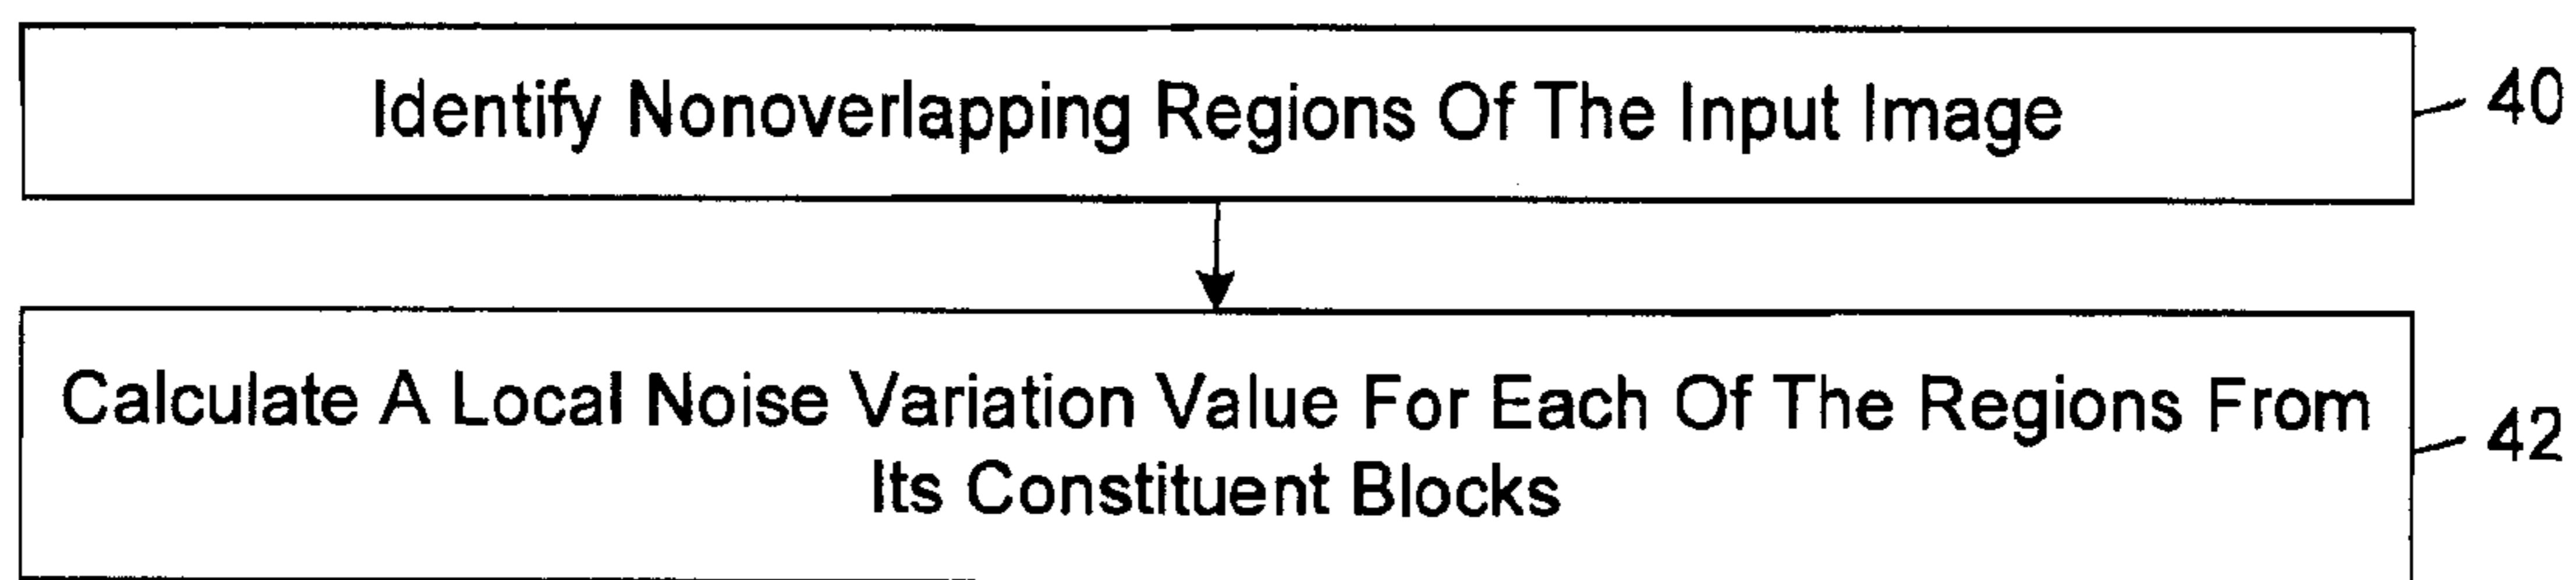 Identify Nonoverlapping Regions Of The Input Image
40
Calculate A Local Noise Variation Value For Each Of The Regions From
Its Constituent Blocks
42